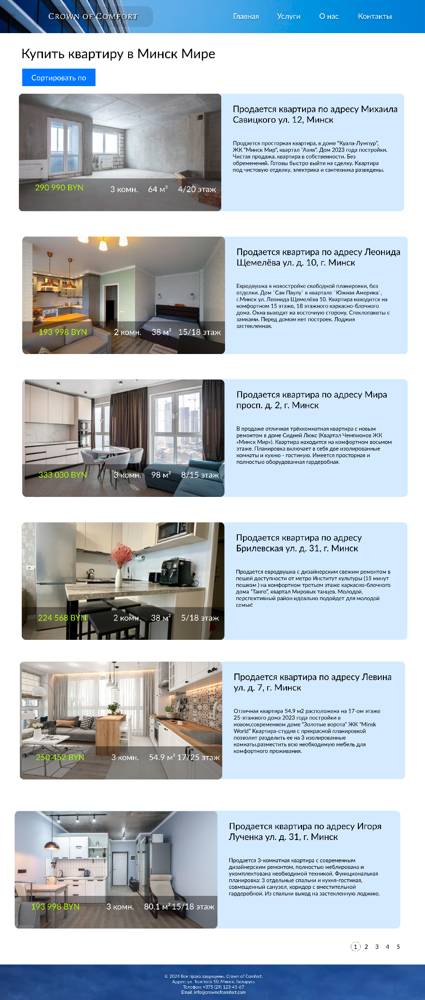 Crown of Comfort
Главная Услуги О нас Контакты
Купить квартиру в Минск Мире
Сортировать по
Продается квартира по адресу Михаила
Савицкого ул. 12, Минск
Продается просторная квартира, в доме "Куала-Лумпур",
ЖК "Минск Мир", квартал "Азия". Дом 2023 года постройки.
Чистая продажа, квартира в собственности. Без
обременений. Готовы быстро выйти на сделку. Квартира
под чистовую отделку, электрика и сантехника разведены.
290 990 BYN 3 комн. 64 м² 4/20 этаж
Продается квартира по адресу Леонида
Щемелёва ул. д. 10, г. Минск
Евродвушка в новостройке свободной планировки, без
отделки. Дом `Сан Паулу` в квартале `Южная Америка`,
г.Минск ул. Леонида Щемелёва 10. Квартира находится на
комфортном 15 этаже, 18 этажного каркасно-блочного
дома. Окна выходят на восточную сторону. Стеклопакеты с
замками. Перед домом нет построек. Лоджия
застекленная.
193 998 BYN 2 комн. 38 м² 15/18 этаж
Продается квартира по адресу Мира
просп. д. 2, г. Минск
В продаже отличная трёхкомнатная квартира с новым
ремонтом в доме Сидней Люкс (Квартал Чемпионов ЖК
«Минск Мир»). Квартира находится на комфортном восьмом
этаже. Планировка включает в себя две изолированные
комнаты и кухню - гостиную. Имеется просторная и
полностью оборудованная гардеробная.
333 030 BYN 3 комн. 98 м² 8/15 этаж
Продается квартира по адресу
Брилевская ул. д. 31, г. Минск
Продается евродвушка с дизайнерским свежим ремонтом в
пешей доступности от метро Институт культуры (15 минут
пешком ) на комфортном третьем этаже каркасно-блочного
дома "Танго", квартал Мировых танцев. Молодой,
перспективный район идеально подойдет для молодой
семьи!
224 568 BYN 2 комн. 38 м² 5/18 этаж
Продается квартира по адресу Левина
ул. д. 7, г. Минск
Отличная квартира 54.9 м2 расположена на 17-ом этаже
25-этажного дома 2023 года постройки в
новом,современном доме "Золотые ворота" ЖК "Minsk
World" Квартира-студия с прекрасной планировкой
позволит разделить ее на 3 изолированные
комнаты,разместить всю необходимую мебель для
комфортного проживания.
250 452 BYN 3 комн. 54.9 м² 17/25 этаж
Продается квартира по адресу Игоря
Лученка ул. д. 31, г. Минск
Продается 3-комнатная квартира с современным
дизайнерским ремонтом, полностью меблирована и
укомплектована необходимой техникой. Функциональная
планировка: 3 отдельные спальни и кухня-гостиная,
совмещенный санузел, коридор с вместительной
гардеробной. Из спальни выход на застекленную лоджию.
193 998 BYN 3 комн. 80.1 м² 15/18 этаж
1 2 3 4 5
© 2024 Все права защищены. Crown of Comfort.
Адрес: ул. Толстого 10, Минск, Беларусь
Телефон: +375 (29) 123-45-67
Email: info@crownofcomfort.com